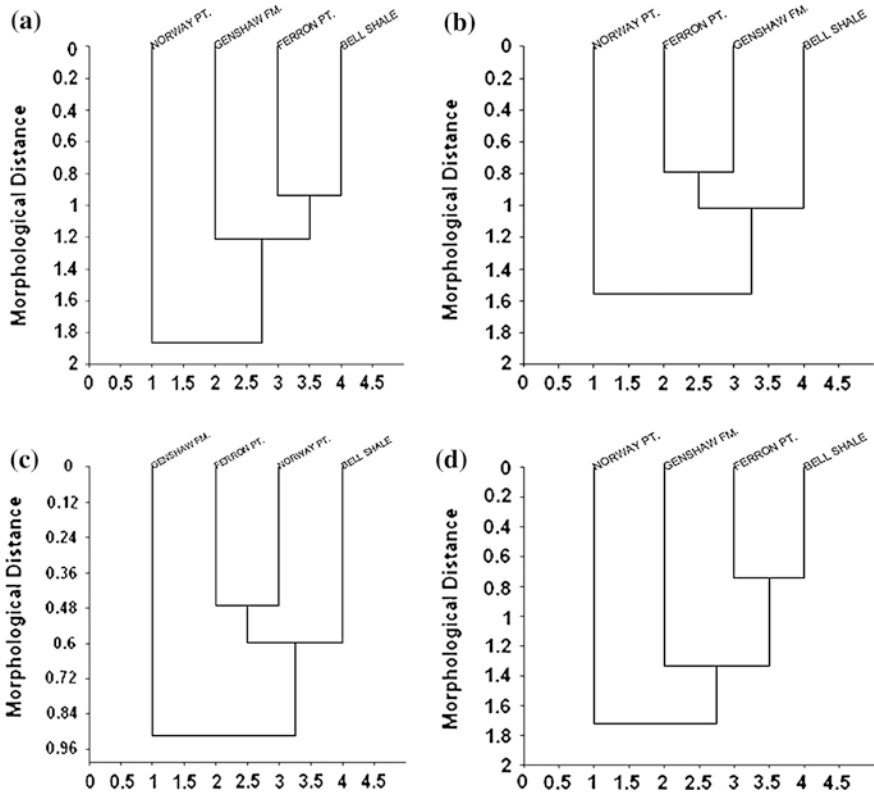 (a)
NORWAY PT. GENSHAW FM. FERRON PT. BELL SHALE
Morphological Distance
0
0.2
0.4
0.6
0.8
1
1.2
1.4
1.6
1.8
2
0 0.5 1 1.5 2 2.5 3 3.5 4 4.5
(b)
NORWAY PT. FERRON PT. GENSHAW FM. BELL SHALE
Morphological Distance
0
0.2
0.4
0.6
0.8
1
1.2
1.4
1.6
1.8
2
0 0.5 1 1.5 2 2.5 3 3.5 4 4.5
(c)
GENSHAW FM. FERRON PT. NORWAY PT. BELL SHALE
Morphological Distance
0
0.12
0.24
0.36
0.48
0.6
0.72
0.84
0.96
0 0.5 1 1.5 2 2.5 3 3.5 4 4.5
(d)
NORWAY PT. GENSHAW FM. FERRON PT. BELL SHALE
Morphological Distance
0
0.2
0.4
0.6
0.8
1
1.2
1.4
1.6
1.8
2
0 0.5 1 1.5 2 2.5 3 3.5 4 4.5